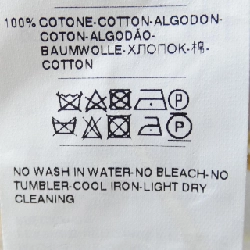 100% COTONE-COTTON-ALGODON-
COTON-ALGODÃO-
BAUMWOLLE-ХЛОПОК-棉-
COTTON
P
P
NO WASH IN WATER-NO BLEACH-NO
TUMBLER-COOL IRON-LIGHT DRY
CLEANING